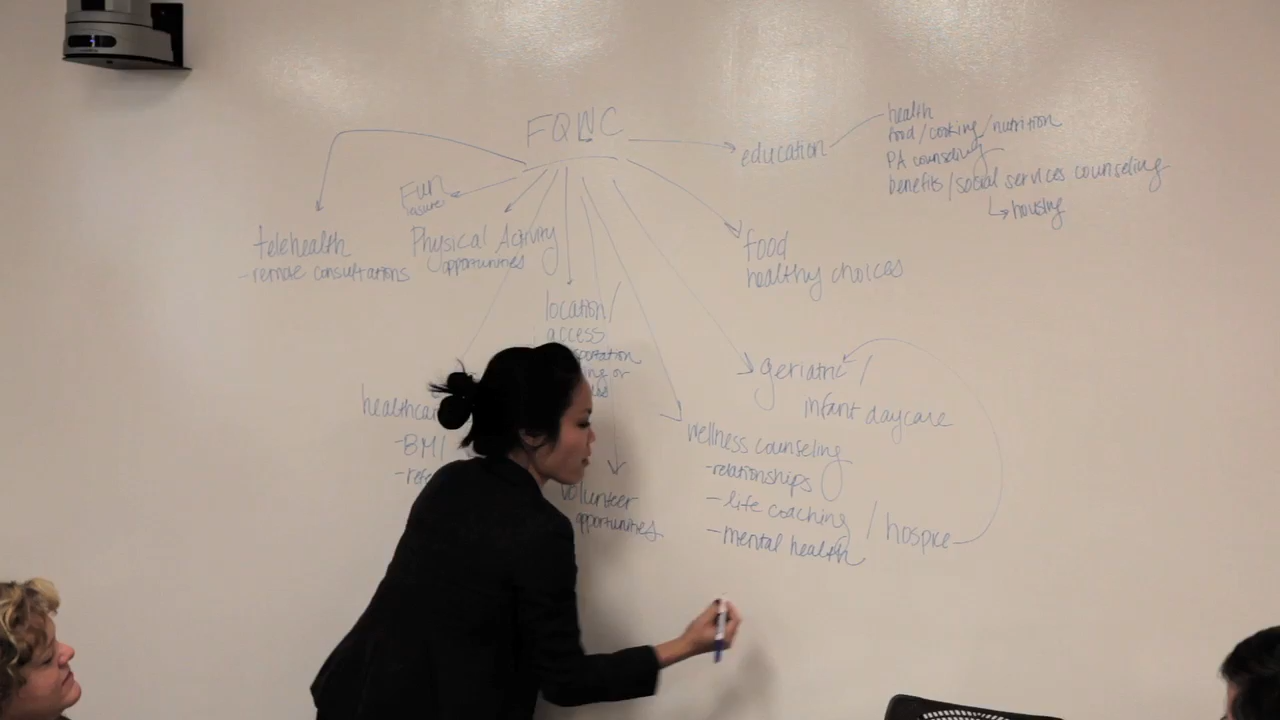 FQWC
education
health
food/cooking/nutrition
PA counseling
benefits/social services counseling
↳ housing
Fun
leisure
telehealth
- remote consultations
Physical Activity
opportunities
food
healthy choices
location/
access
geriatric/
infant daycare
- BMI
wellness counseling
- relationships
- life coaching
- mental health / hospice
volunteer
opportunities